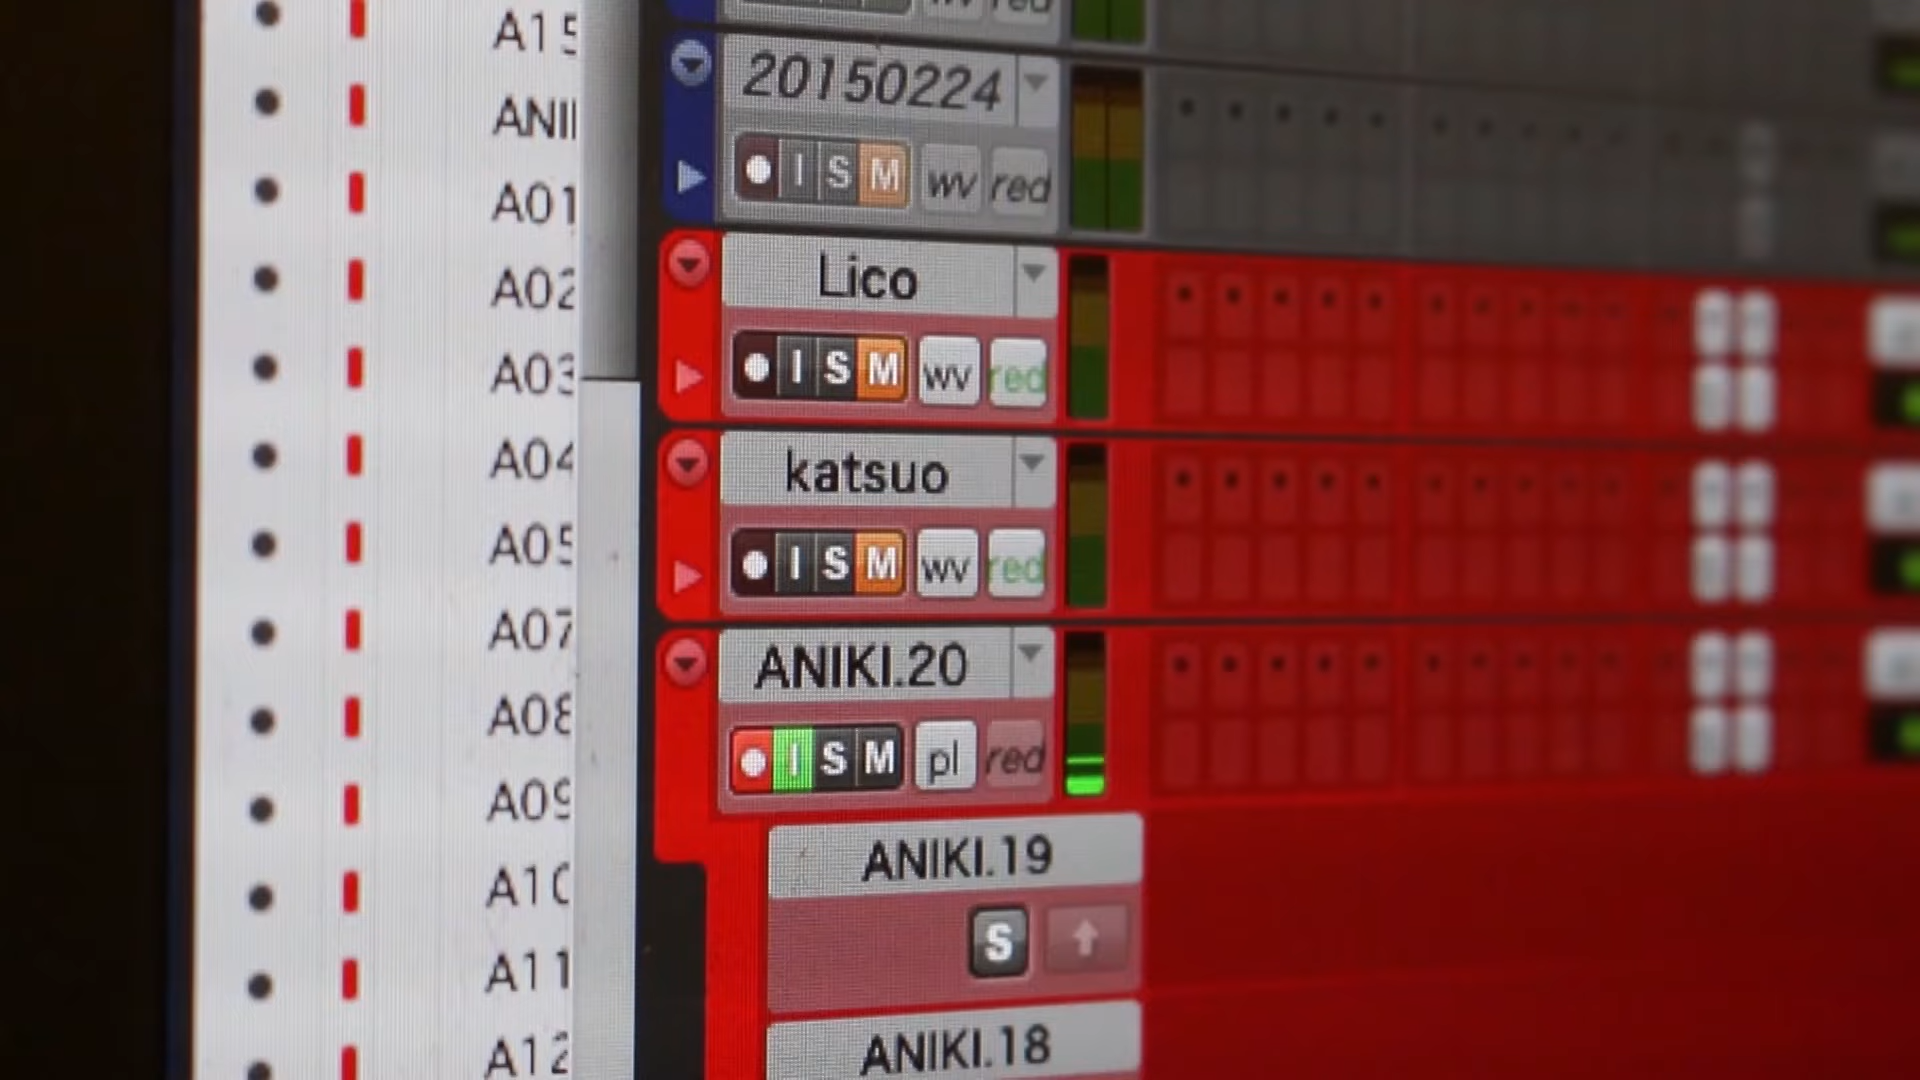 A15
20150224
ANI
I S M wv red
A01
Lico
A02
I S M wv red
A03
katsuo
A04
I S M wv red
A05
ANIKI.20
A07
I S M pl red
A08
ANIKI.19
A09
S
A10
ANIKI.18
A11
A12